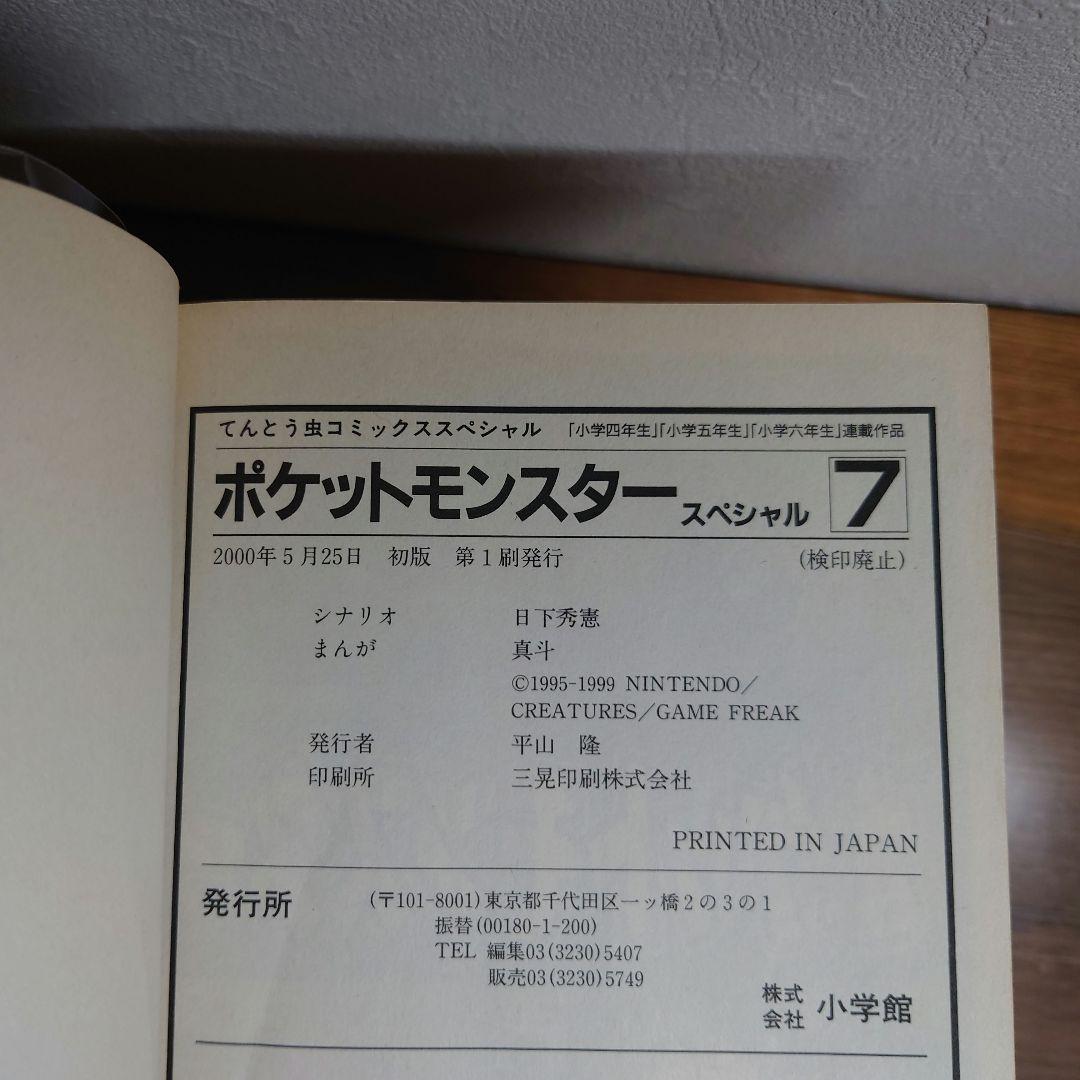 てんとう虫コミックススペシャル 「小学四年生」「小学五年生」「小学六年生」連載作品
ポケットモンスタースペシャル 7
2000年5月25日 初版 第1刷発行 (検印廃止)
シナリオ 日下秀憲
まんが 真斗
©1995-1999 NINTENDO/
CREATURES/GAME FREAK
発行者 平山 隆
印刷所 三晃印刷株式会社
PRINTED IN JAPAN
発行所 (〒101-8001)東京都千代田区一ッ橋2の3の1
振替(00180-1-200)
TEL 編集03(3230)5407
販売03(3230)5749
株式会社 小学館